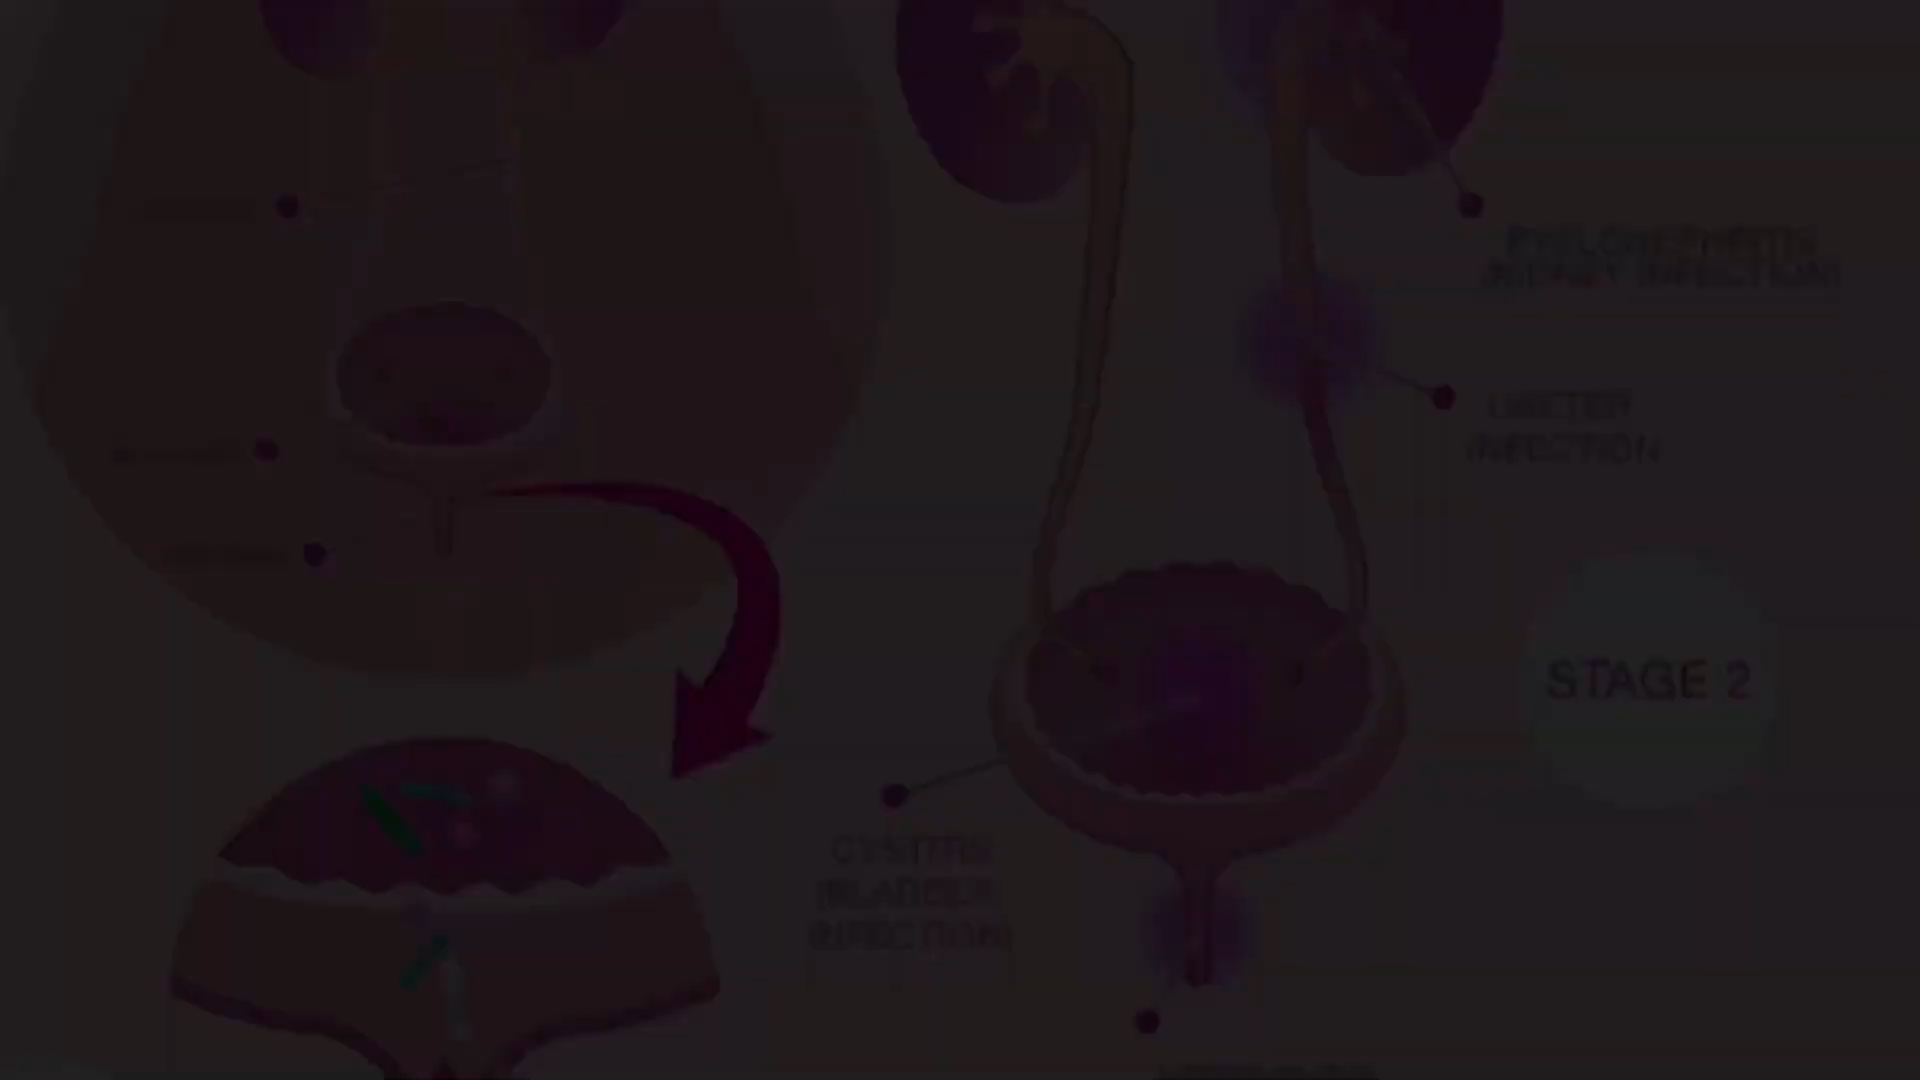 PYELONEPHRITIS
(KIDNEY INFECTION)
URETER
INFECTION
STAGE 2
CYSTITIS
(BLADDER
INFECTION)